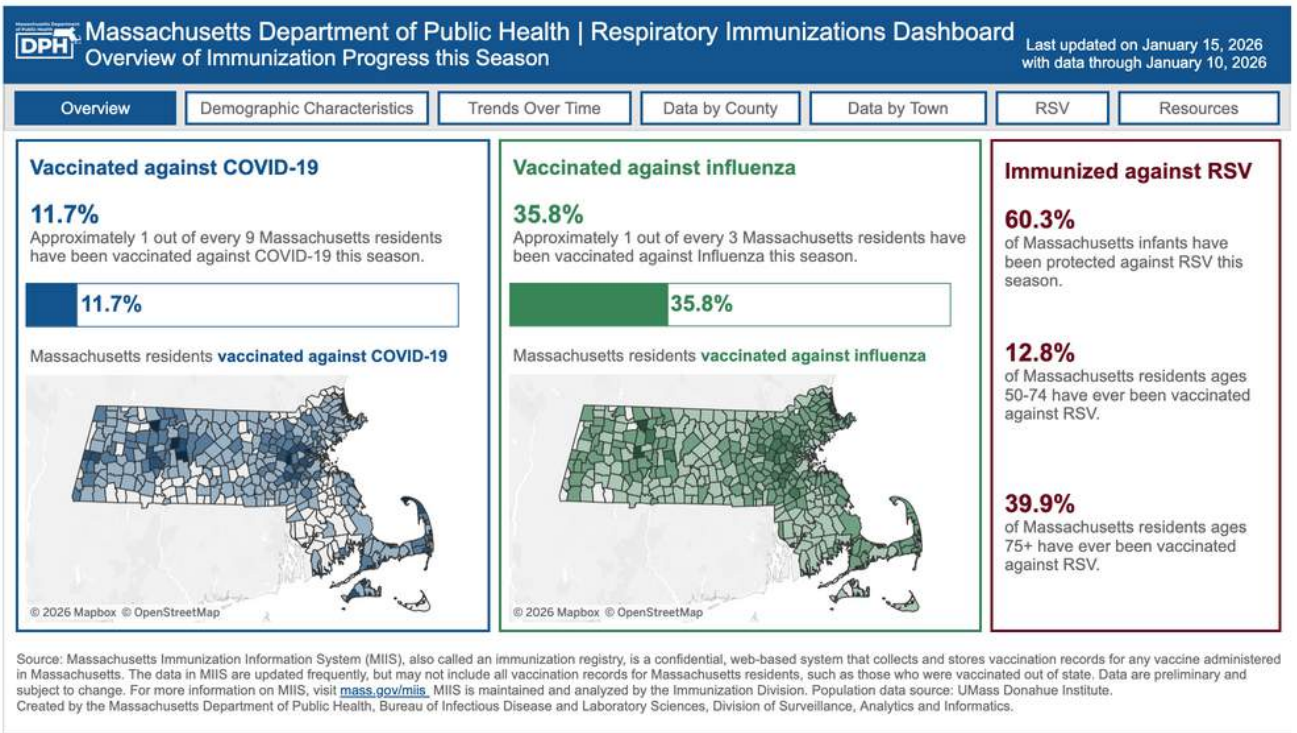 Massachusetts Department
of Public Health
DPH
Massachusetts Department of Public Health | Respiratory Immunizations Dashboard
Overview of Immunization Progress this Season
Last updated on January 15, 2026
with data through January 10, 2026
Overview
Demographic Characteristics
Trends Over Time
Data by County
Data by Town
RSV
Resources
Vaccinated against COVID-19
11.7%
Approximately 1 out of every 9 Massachusetts residents
have been vaccinated against COVID-19 this season.
11.7%
Massachusetts residents vaccinated against COVID-19
© 2026 Mapbox © OpenStreetMap
Vaccinated against influenza
35.8%
Approximately 1 out of every 3 Massachusetts residents have
been vaccinated against Influenza this season.
35.8%
Massachusetts residents vaccinated against influenza
© 2026 Mapbox © OpenStreetMap
Immunized against RSV
60.3%
of Massachusetts infants have
been protected against RSV this
season.
12.8%
of Massachusetts residents ages
50-74 have ever been vaccinated
against RSV.
39.9%
of Massachusetts residents ages
75+ have ever been vaccinated
against RSV.
Source: Massachusetts Immunization Information System (MIIS), also called an immunization registry, is a confidential, web-based system that collects and stores vaccination records for any vaccine administered
in Massachusetts. The data in MIIS are updated frequently, but may not include all vaccination records for Massachusetts residents, such as those who were vaccinated out of state. Data are preliminary and
subject to change. For more information on MIIS, visit mass.gov/miis MIIS is maintained and analyzed by the Immunization Division. Population data source: UMass Donahue Institute.
Created by the Massachusetts Department of Public Health, Bureau of Infectious Disease and Laboratory Sciences, Division of Surveillance, Analytics and Informatics.